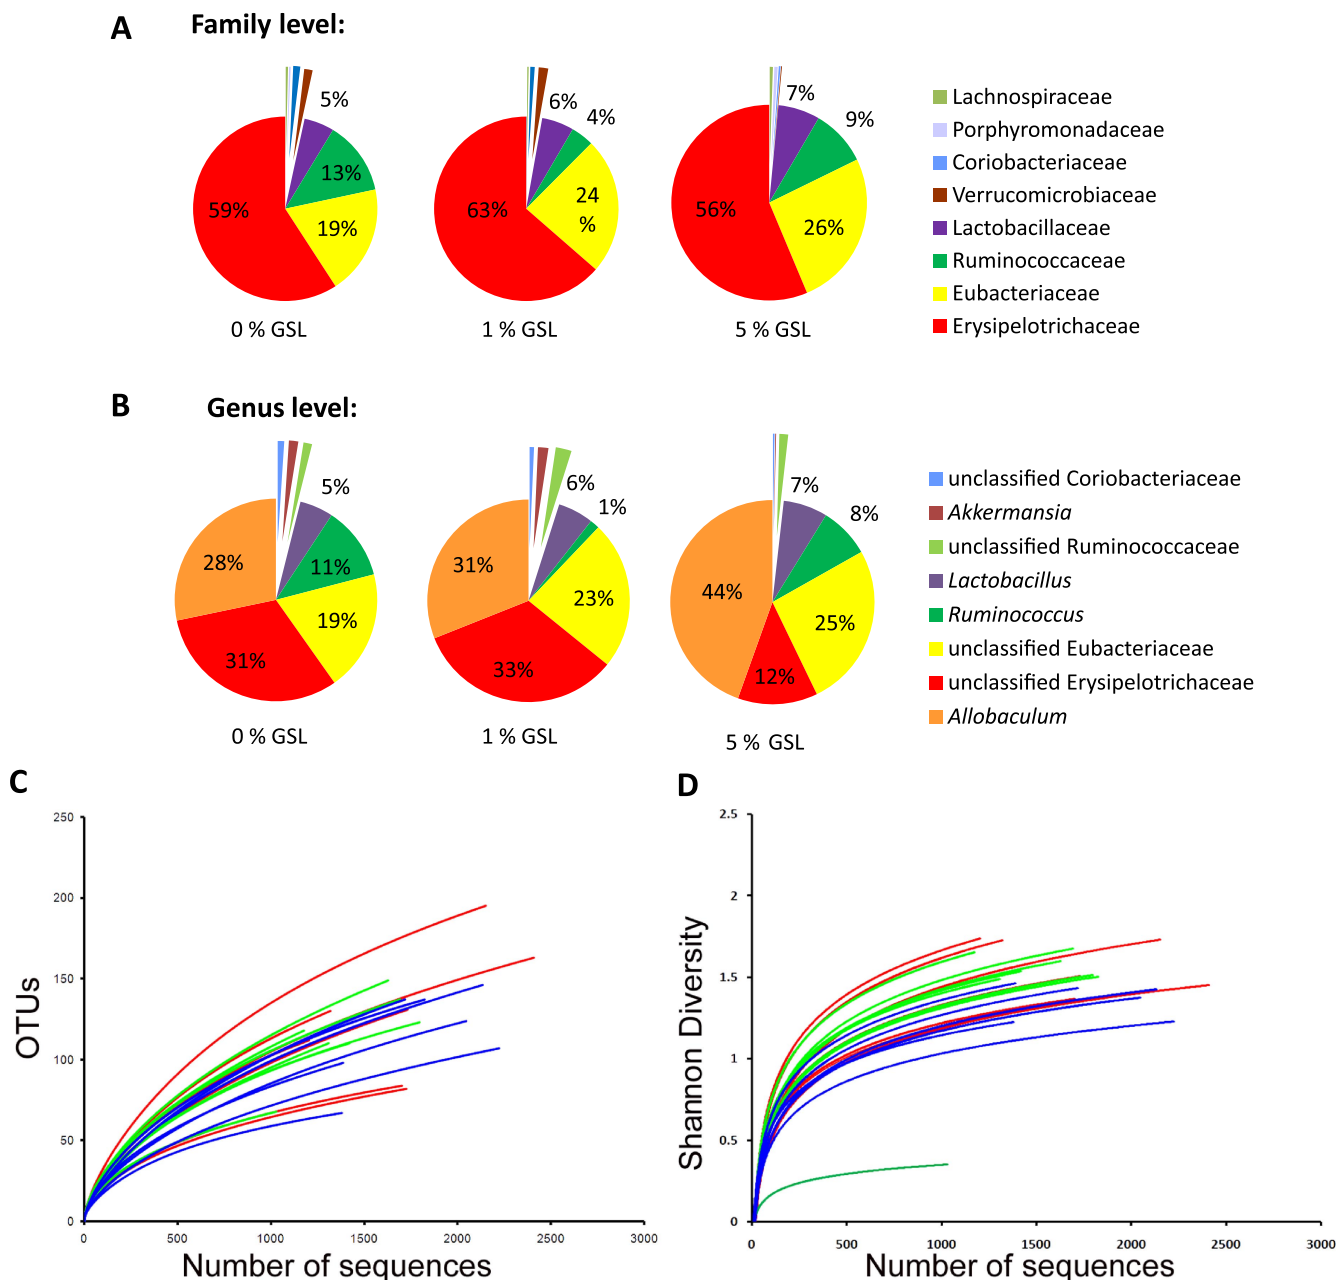 A Family level:
5%
13%
19%
59%
0 % GSL
6%
4%
24
%
63%
1 % GSL
7%
9%
26%
56%
5 % GSL
Lachnospiraceae
Porphyromonadaceae
Coriobacteriaceae
Verrucomicrobiaceae
Lactobacillaceae
Ruminococcaceae
Eubacteriaceae
Erysipelotrichaceae
B Genus level:
5%
11%
19%
31%
28%
0 % GSL
6%
1%
23%
33%
31%
1 % GSL
7%
8%
25%
12%
44%
5 % GSL
unclassified Coriobacteriaceae
Akkermansia
unclassified Ruminococcaceae
Lactobacillus
Ruminococcus
unclassified Eubacteriaceae
unclassified Erysipelotrichaceae
Allobaculum
C
OTUs
250
200
150
100
50
0
0 500 1000 1500 2000 2500 3000
Number of sequences
D
Shannon Diversity
2.5
2
1.5
1
0.5
0
0 500 1000 1500 2000 2500 3000
Number of sequences